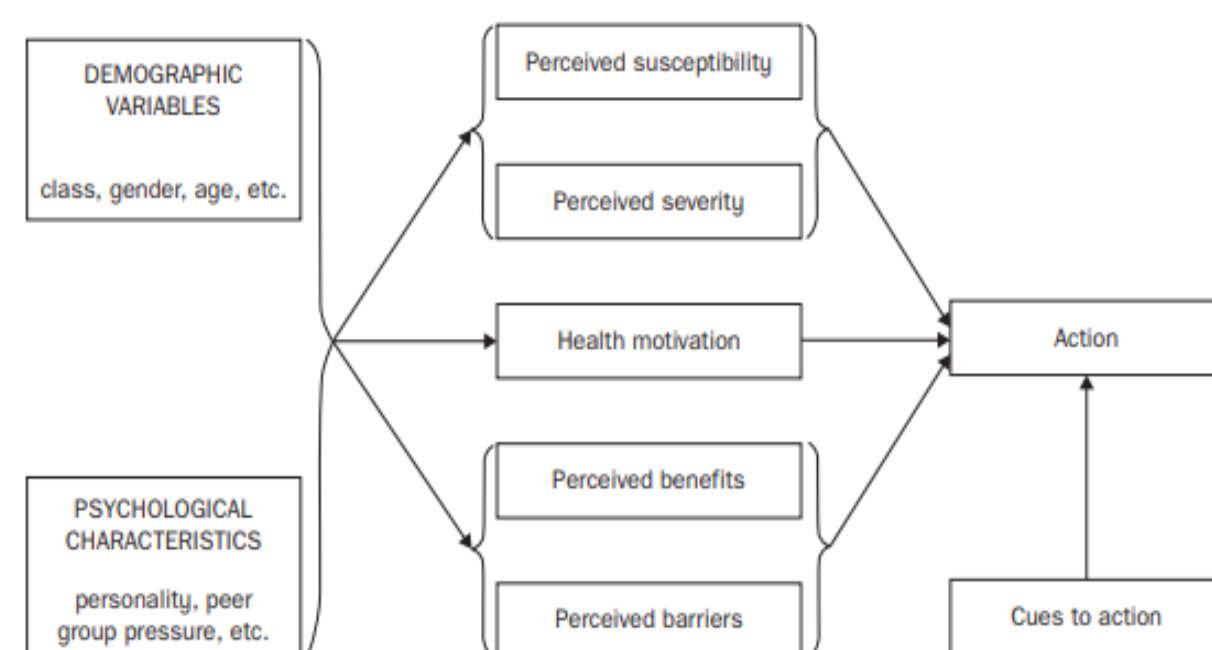 DEMOGRAPHIC
VARIABLES
class, gender, age, etc.
PSYCHOLOGICAL
CHARACTERISTICS
personality, peer
group pressure, etc.
Perceived susceptibility
Perceived severity
Health motivation
Perceived benefits
Perceived barriers
Action
Cues to action